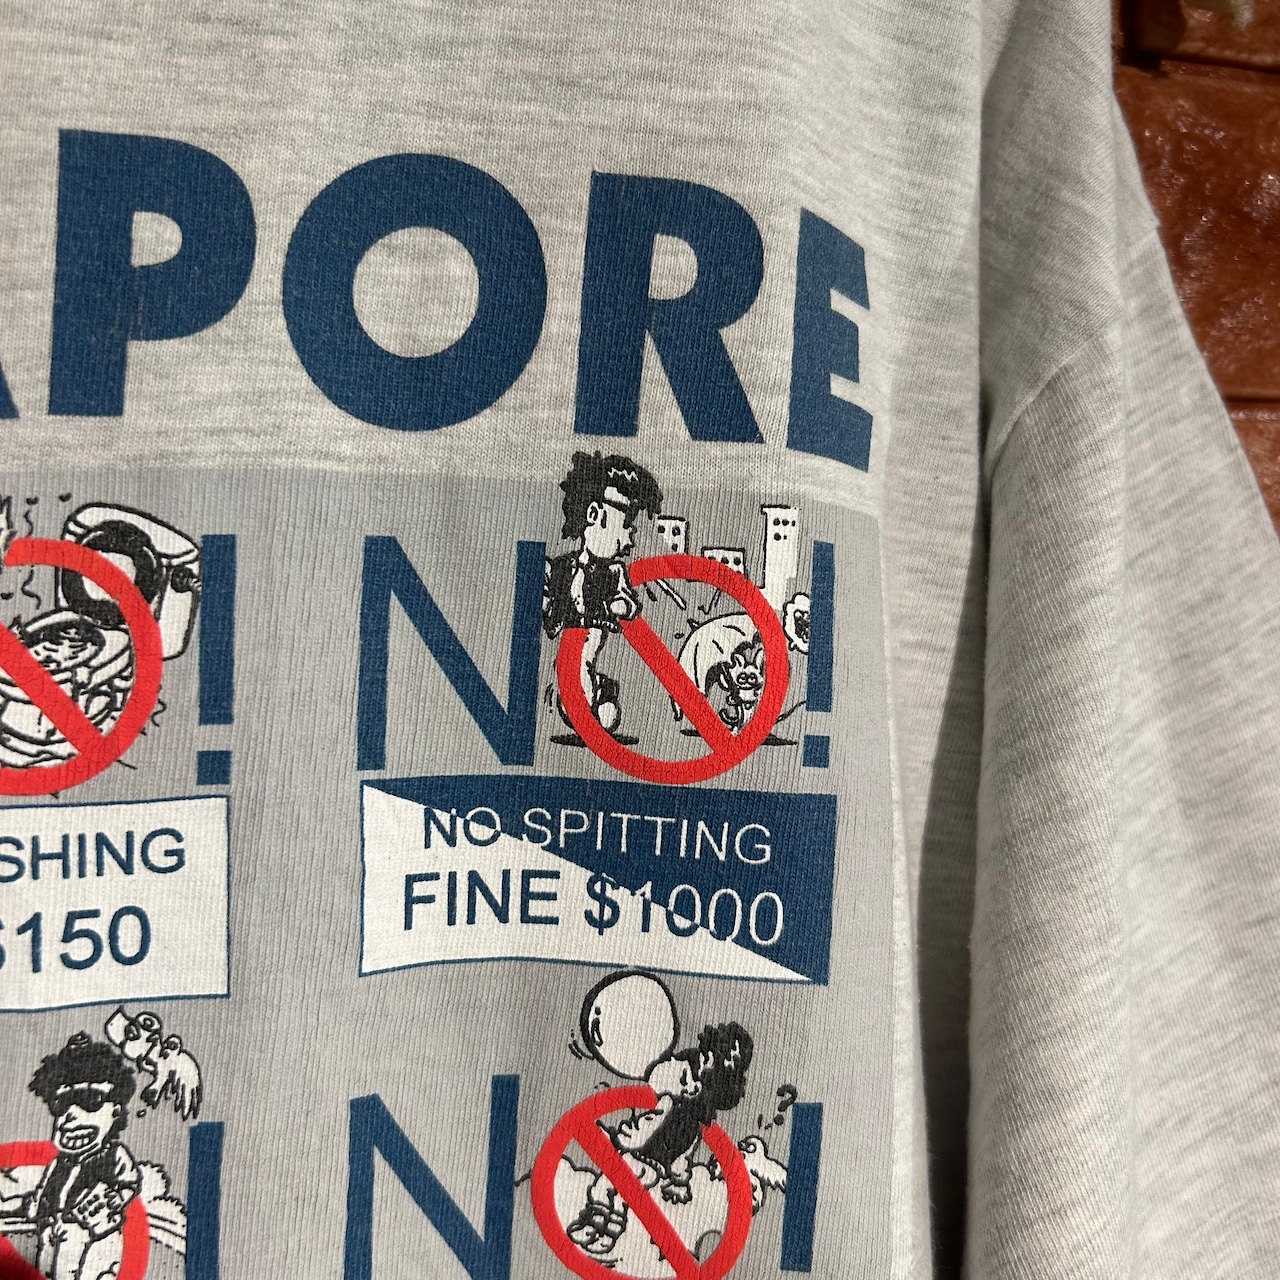 APORE
! NO!
SHING
$150
NO SPITTING
FINE $1000
NO!
?